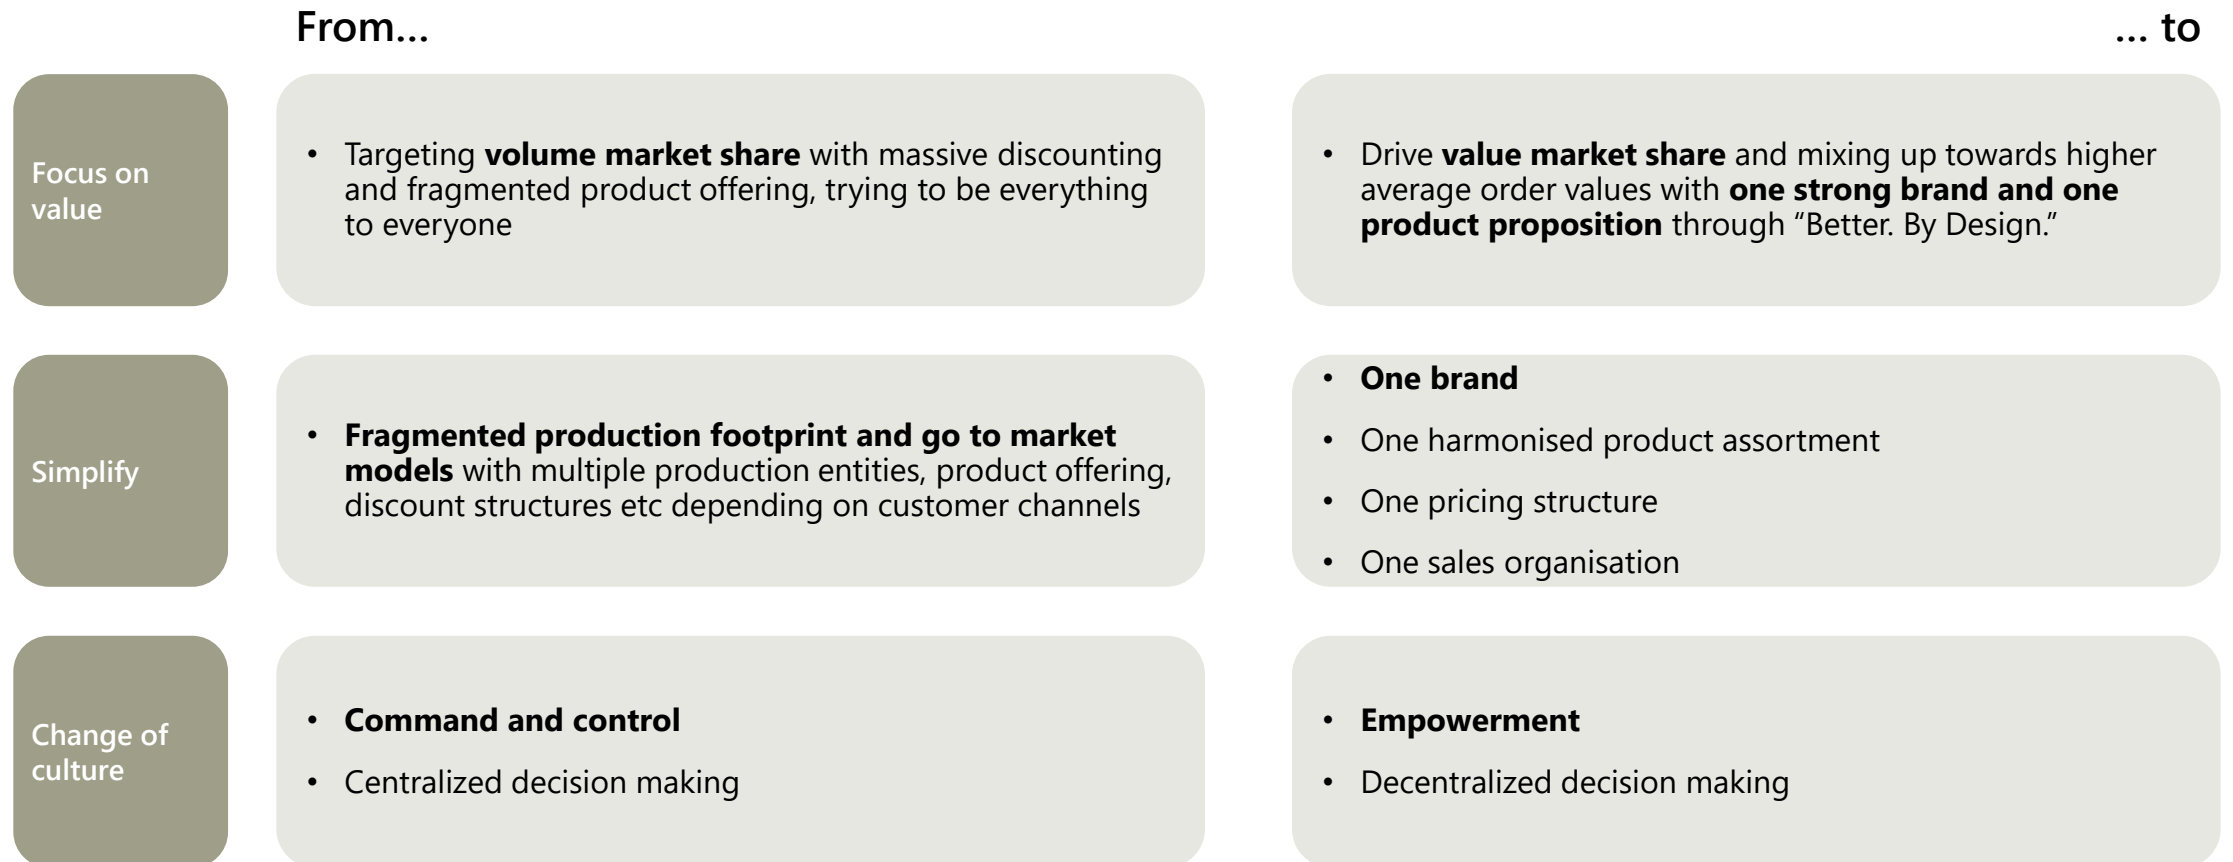 From...
... to
Focus on
value
• Targeting volume market share with massive discounting
and fragmented product offering, trying to be everything
to everyone
• Drive value market share and mixing up towards higher
average order values with one strong brand and one
product proposition through “Better. By Design.”
Simplify
• Fragmented production footprint and go to market
models with multiple production entities, product offering,
discount structures etc depending on customer channels
• One brand
• One harmonised product assortment
• One pricing structure
• One sales organisation
Change of
culture
• Command and control
• Centralized decision making
• Empowerment
• Decentralized decision making